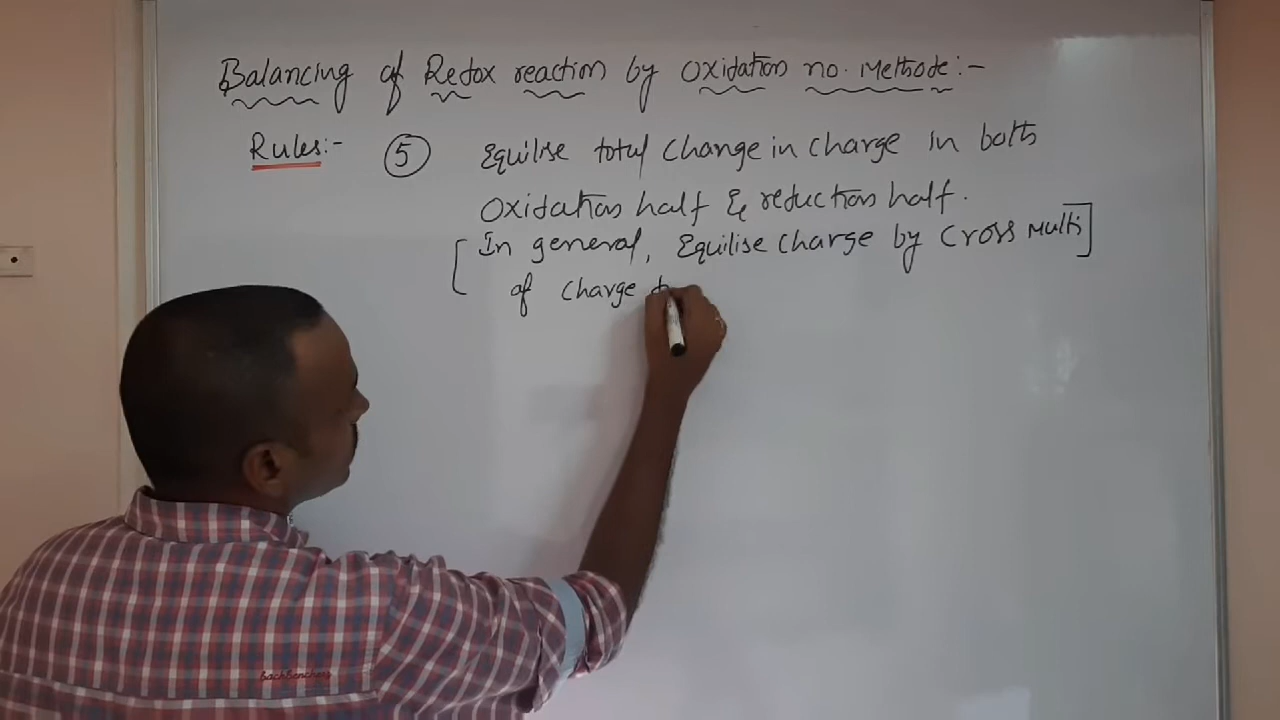 Balancing of Redox reaction by Oxidation no. Methode:-
Rules:- 5 Equilise total change in charge in both
Oxidation half & reduction half.
[In general, Equilise charge by Cross Multi]
of charge
BackBenchers